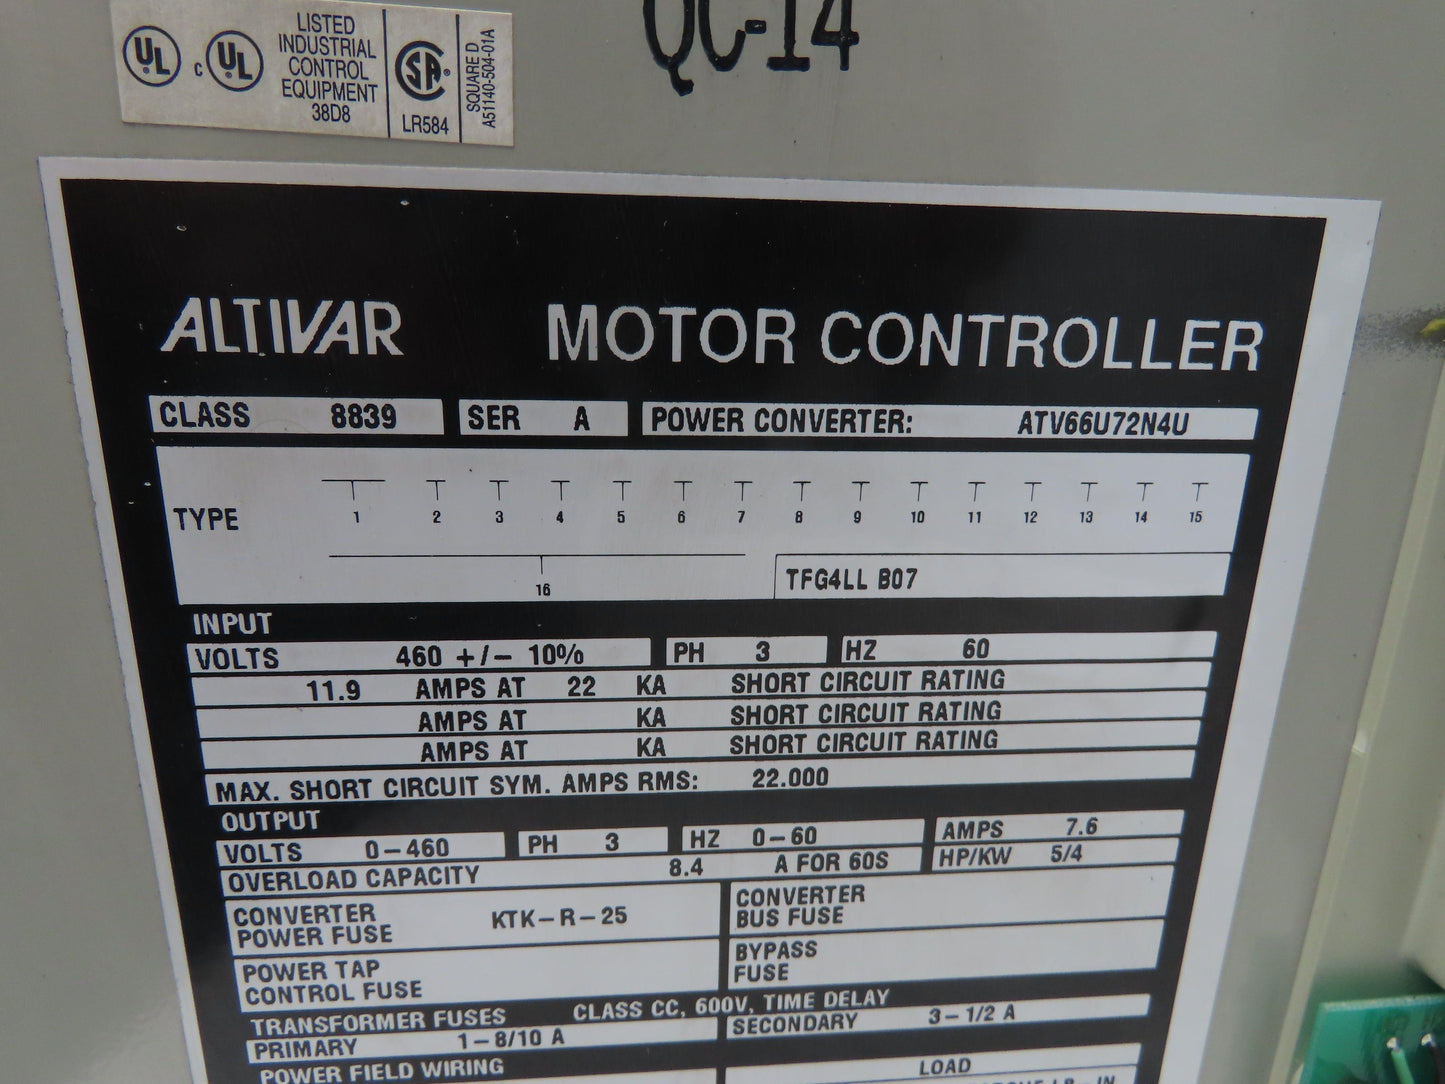 QC-14
UL c UL LISTED
INDUSTRIAL
CONTROL
EQUIPMENT
38D8
SA
LR584
SQUARE D
A51140-504-01A
ALTIVAR MOTOR CONTROLLER
CLASS 8839 SER A POWER CONVERTER: ATV66U72N4U
TYPE 1 2 3 4 5 6 7 8 9 10 11 12 13 14 15
16 TFG4LL B07
INPUT
VOLTS 460 +/- 10% PH 3 HZ 60
11.9 AMPS AT 22 KA SHORT CIRCUIT RATING
AMPS AT KA SHORT CIRCUIT RATING
AMPS AT KA SHORT CIRCUIT RATING
MAX. SHORT CIRCUIT SYM. AMPS RMS: 22.000
OUTPUT
VOLTS 0-460 PH 3 HZ 0-60 AMPS 7.6
OVERLOAD CAPACITY 8.4 A FOR 60S HP/KW 5/4
CONVERTER
POWER FUSE KTK-R-25
CONVERTER
BUS FUSE
POWER TAP
CONTROL FUSE
BYPASS
FUSE
TRANSFORMER FUSES CLASS CC, 600V, TIME DELAY
PRIMARY 1-8/10 A SECONDARY 3-1/2 A
POWER FIELD WIRING LOAD